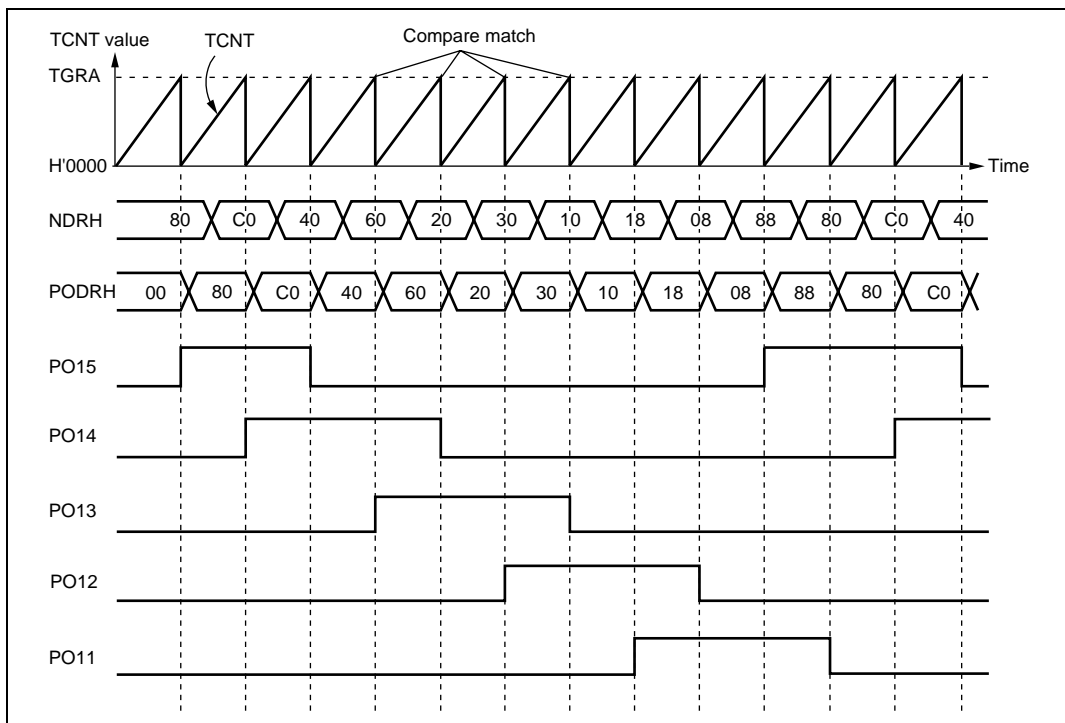 TCNT value
TCNT
Compare match
TGRA
H'0000
Time
NDRH 80 C0 40 60 20 30 10 18 08 88 80 C0 40
PODRH 00 80 C0 40 60 20 30 10 18 08 88 80 C0
PO15
PO14
PO13
PO12
PO11